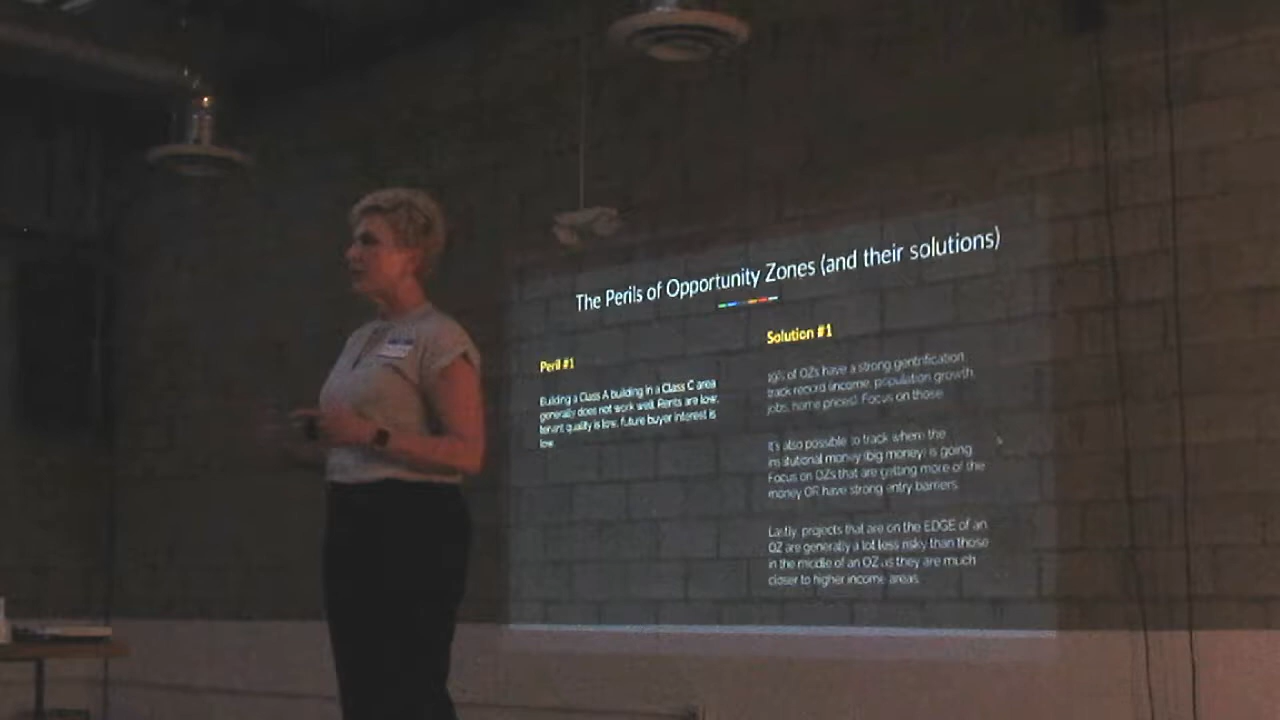 The Perils of Opportunity Zones (and their solutions)
Peril #1
Building a Class A building in a Class C area
generally does not work well. Rents are low,
tenant quality is low, future buyer interest is
low.
Solution #1
19% of OZs have a strong gentrification
track record (income, population growth,
jobs, home prices). Focus on those.
It's also possible to track where the
institutional money (big money) is going.
Focus on OZs that are getting more of the
money OR have strong entry barriers.
Lastly, projects that are on the EDGE of an
OZ are generally a lot less risky than those
in the middle of an OZ as they are much
closer to higher income areas.